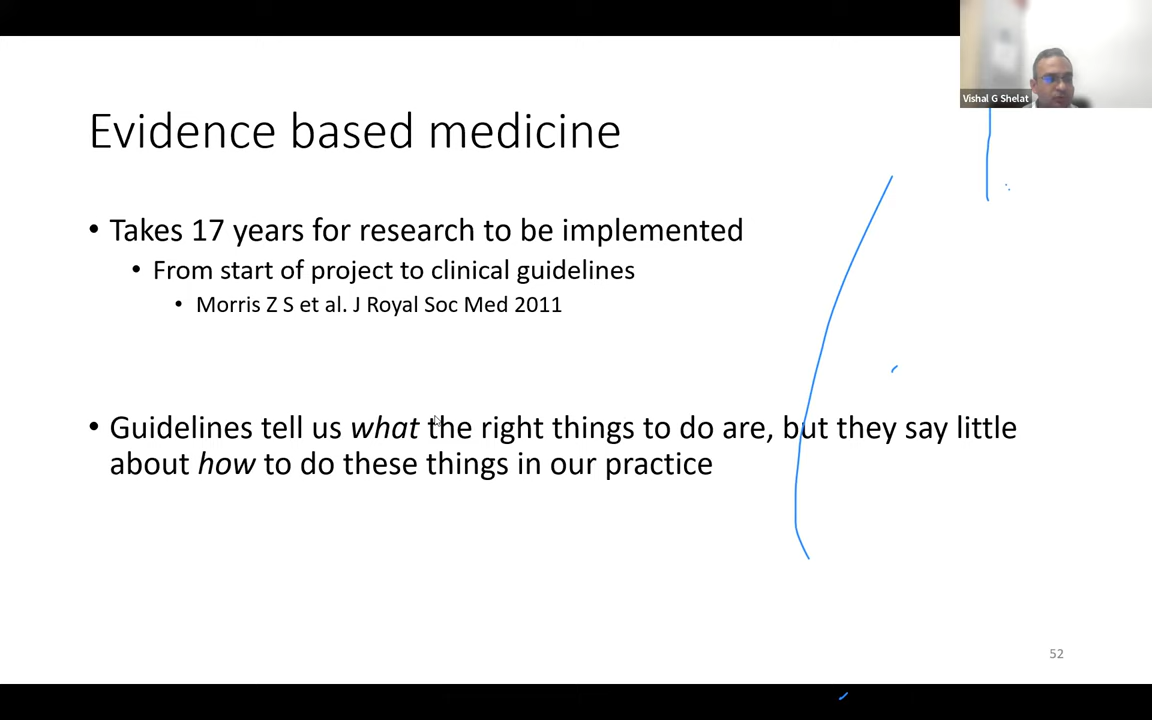 Vishal G Shelat
Evidence based medicine
• Takes 17 years for research to be implemented
• From start of project to clinical guidelines
• Morris Z S et al. J Royal Soc Med 2011
• Guidelines tell us what the right things to do are, but they say little
about how to do these things in our practice
52